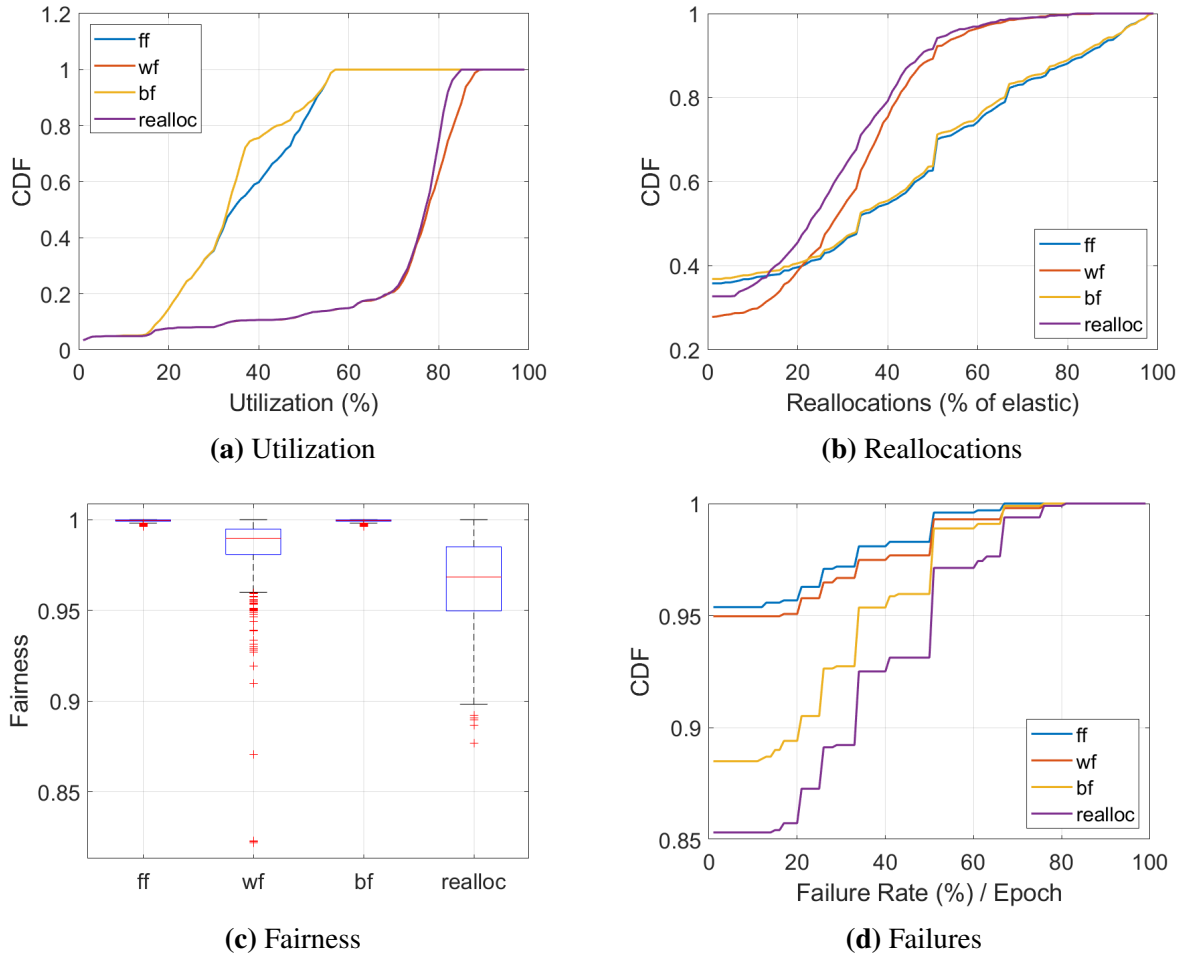 1.2
1
0.8
0.6
0.4
0.2
0
CDF
ff
wf
bf
realloc
0 20 40 60 80 100
Utilization (%)
(a) Utilization
1
0.8
0.6
0.4
0.2
CDF
ff
wf
bf
realloc
0 20 40 60 80 100
Reallocations (% of elastic)
(b) Reallocations
1
0.95
0.9
0.85
Fairness
ff wf bf realloc
(c) Fairness
1
0.95
0.9
0.85
CDF
ff
wf
bf
realloc
0 20 40 60 80 100
Failure Rate (%) / Epoch
(d) Failures